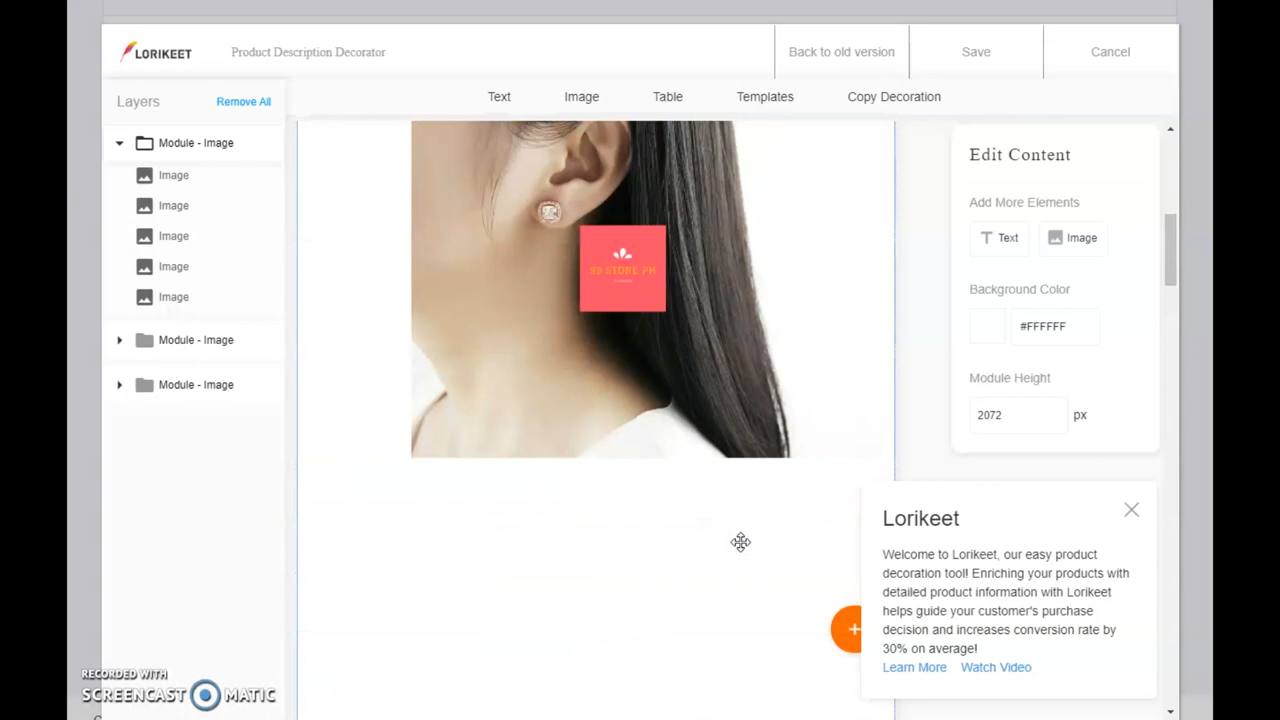 LORIKEET
Product Description Decorator
Back to old version
Save
Cancel
Layers
Remove All
Text
Image
Table
Templates
Copy Decoration
Module - Image
Image
Image
Image
Image
Image
Module - Image
Module - Image
99 STORE PH
Edit Content
Add More Elements
Text
Image
Background Color
#FFFFFF
Module Height
2072
px
Lorikeet
Welcome to Lorikeet, our easy product
decoration tool! Enriching your products with
detailed product information with Lorikeet
helps guide your customer's purchase
decision and increases conversion rate by
30% on average!
Learn More Watch Video
RECORDED WITH
SCREENCAST MATIC